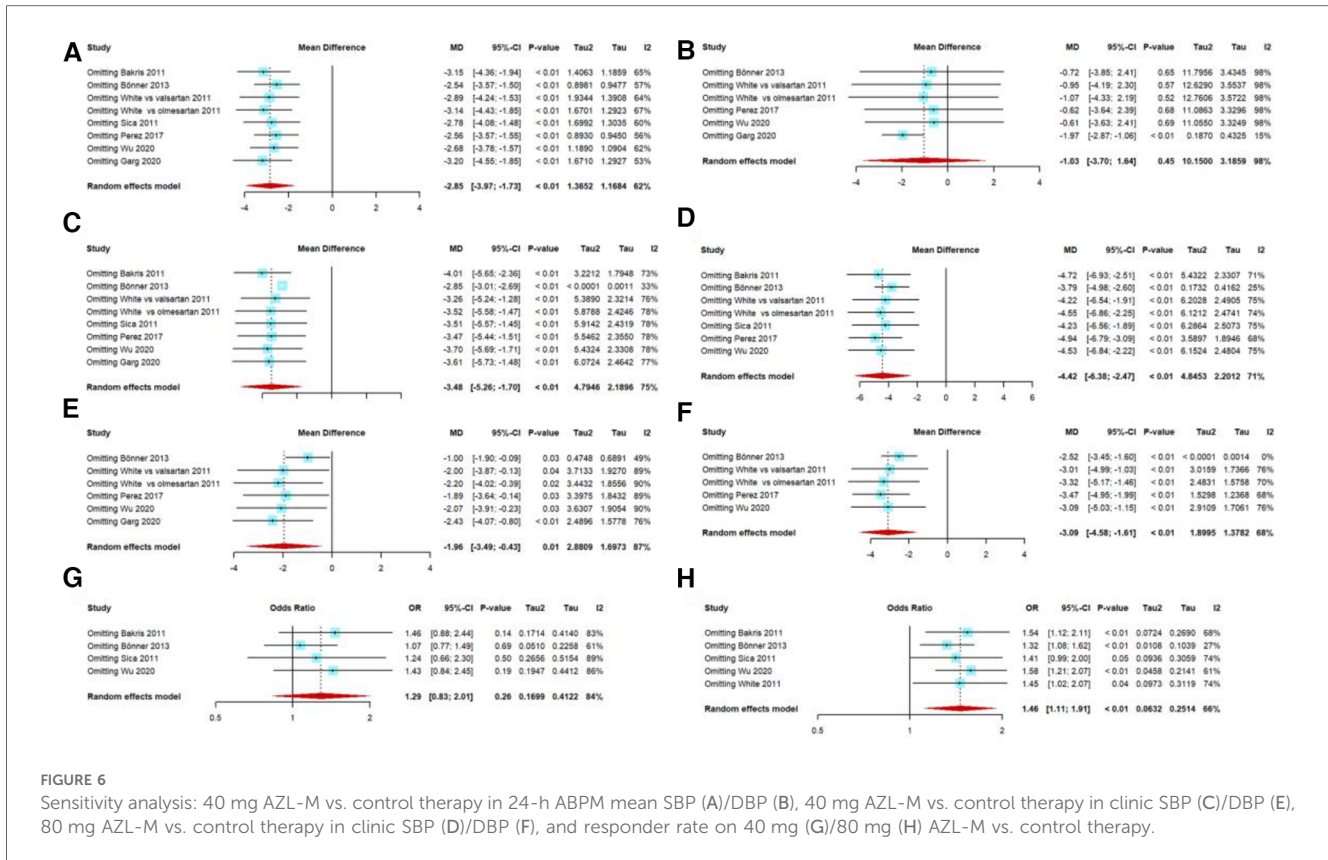 A
Study Mean Difference MD 95%-CI P-value Tau2 Tau I2
Omitting Bakris 2011 -3.15 [-4.36; -1.94] < 0.01 1.4063 1.1859 65%
Omitting Bönner 2013 -2.54 [-3.57; -1.50] < 0.01 0.8981 0.9477 57%
Omitting White vs valsartan 2011 -2.89 [-4.24; -1.53] < 0.01 1.9344 1.3908 64%
Omitting White vs olmesartan 2011 -3.14 [-4.43; -1.85] < 0.01 1.6701 1.2923 67%
Omitting Sica 2011 -2.78 [-4.08; -1.48] < 0.01 1.6992 1.3035 60%
Omitting Perez 2017 -2.56 [-3.57; -1.55] < 0.01 0.8930 0.9450 56%
Omitting Wu 2020 -2.68 [-3.78; -1.57] < 0.01 1.1890 1.0904 62%
Omitting Garg 2020 -3.20 [-4.55; -1.85] < 0.01 1.6710 1.2927 53%
Random effects model -2.85 [-3.97; -1.73] < 0.01 1.3652 1.1684 62%
-4 -2 0 2 4
B
Study Mean Difference MD 95%-CI P-value Tau2 Tau I2
Omitting Bönner 2013 -0.72 [-3.85; 2.41] 0.65 11.7956 3.4345 98%
Omitting White vs valsartan 2011 -0.95 [-4.19; 2.30] 0.57 12.6290 3.5537 98%
Omitting White vs olmesartan 2011 -1.07 [-4.33; 2.19] 0.52 12.7606 3.5722 98%
Omitting Perez 2017 -0.62 [-3.64; 2.39] 0.68 11.0863 3.3296 98%
Omitting Wu 2020 -0.61 [-3.63; 2.41] 0.69 11.0550 3.3249 98%
Omitting Garg 2020 -1.97 [-2.87; -1.06] < 0.01 0.1870 0.4325 15%
Random effects model -1.03 [-3.70; 1.64] 0.45 10.1500 3.1859 98%
-4 -2 0 2 4
C
Study Mean Difference MD 95%-CI P-value Tau2 Tau I2
Omitting Bakris 2011 -4.01 [-5.65; -2.36] < 0.01 3.2212 1.7948 73%
Omitting Bönner 2013 -2.85 [-3.01; -2.69] < 0.01 < 0.0001 0.0011 33%
Omitting White vs valsartan 2011 -3.26 [-5.24; -1.28] < 0.01 5.3890 2.3214 76%
Omitting White vs olmesartan 2011 -3.52 [-5.58; -1.47] < 0.01 5.8788 2.4246 78%
Omitting Sica 2011 -3.51 [-5.57; -1.45] < 0.01 5.9142 2.4319 78%
Omitting Perez 2017 -3.47 [-5.44; -1.51] < 0.01 5.5462 2.3550 78%
Omitting Wu 2020 -3.70 [-5.69; -1.71] < 0.01 5.4324 2.3308 78%
Omitting Garg 2020 -3.61 [-5.73; -1.48] < 0.01 6.0724 2.4642 77%
Random effects model -3.48 [-5.26; -1.70] < 0.01 4.7946 2.1896 75%
D
Study Mean Difference MD 95%-CI P-value Tau2 Tau I2
Omitting Bakris 2011 -4.72 [-6.93; -2.51] < 0.01 5.4322 2.3307 71%
Omitting Bönner 2013 -3.79 [-4.98; -2.60] < 0.01 0.1732 0.4162 25%
Omitting White vs valsartan 2011 -4.22 [-6.54; -1.91] < 0.01 6.2028 2.4905 75%
Omitting White vs olmesartan 2011 -4.55 [-6.86; -2.25] < 0.01 6.1212 2.4741 74%
Omitting Sica 2011 -4.23 [-6.56; -1.89] < 0.01 6.2864 2.5073 75%
Omitting Perez 2017 -4.94 [-6.79; -3.09] < 0.01 3.5897 1.8946 68%
Omitting Wu 2020 -4.53 [-6.84; -2.22] < 0.01 6.1524 2.4804 75%
Random effects model -4.42 [-6.38; -2.47] < 0.01 4.8453 2.2012 71%
-6 -4 -2 0 2 4 6
E
Study Mean Difference MD 95%-CI P-value Tau2 Tau I2
Omitting Bönner 2013 -1.00 [-1.90; -0.09] 0.03 0.4748 0.6891 49%
Omitting White vs valsartan 2011 -2.00 [-3.87; -0.13] 0.04 3.7133 1.9270 89%
Omitting White vs olmesartan 2011 -2.20 [-4.02; -0.39] 0.02 3.4432 1.8556 90%
Omitting Perez 2017 -1.89 [-3.64; -0.14] 0.03 3.3975 1.8432 89%
Omitting Wu 2020 -2.07 [-3.91; -0.23] 0.03 3.6307 1.9054 90%
Omitting Garg 2020 -2.43 [-4.07; -0.80] < 0.01 2.4896 1.5778 76%
Random effects model -1.96 [-3.49; -0.43] 0.01 2.8809 1.6973 87%
-4 -2 0 2 4
F
Study Mean Difference MD 95%-CI P-value Tau2 Tau I2
Omitting Bönner 2013 -2.52 [-3.45; -1.60] < 0.01 < 0.0001 0.0014 0%
Omitting White vs valsartan 2011 -3.01 [-4.99; -1.03] < 0.01 3.0159 1.7366 76%
Omitting White vs olmesartan 2011 -3.32 [-5.17; -1.46] < 0.01 2.4831 1.5758 70%
Omitting Perez 2017 -3.47 [-4.95; -1.99] < 0.01 1.5298 1.2368 68%
Omitting Wu 2020 -3.09 [-5.03; -1.15] < 0.01 2.9109 1.7061 76%
Random effects model -3.09 [-4.58; -1.61] < 0.01 1.8995 1.3782 68%
-4 -2 0 2 4
G
Study Odds Ratio OR 95%-CI P-value Tau2 Tau I2
Omitting Bakris 2011 1.46 [0.88; 2.44] 0.14 0.1714 0.4140 83%
Omitting Bönner 2013 1.07 [0.77; 1.49] 0.69 0.0510 0.2258 61%
Omitting Sica 2011 1.24 [0.66; 2.30] 0.50 0.2656 0.5154 89%
Omitting Wu 2020 1.43 [0.84; 2.45] 0.19 0.1947 0.4412 86%
Random effects model 1.29 [0.83; 2.01] 0.26 0.1699 0.4122 84%
0.5 1 2
H
Study Odds Ratio OR 95%-CI P-value Tau2 Tau I2
Omitting Bakris 2011 1.54 [1.12; 2.11] < 0.01 0.0724 0.2690 68%
Omitting Bönner 2013 1.32 [1.08; 1.62] < 0.01 0.0108 0.1039 27%
Omitting Sica 2011 1.41 [0.99; 2.00] 0.05 0.0936 0.3059 74%
Omitting Wu 2020 1.58 [1.21; 2.07] < 0.01 0.0458 0.2141 61%
Omitting White 2011 1.45 [1.02; 2.07] 0.04 0.0973 0.3119 74%
Random effects model 1.46 [1.11; 1.91] < 0.01 0.0632 0.2514 66%
0.5 1 2
FIGURE 6
Sensitivity analysis: 40 mg AZL-M vs. control therapy in 24-h ABPM mean SBP (A)/DBP (B), 40 mg AZL-M vs. control therapy in clinic SBP (C)/DBP (E),
80 mg AZL-M vs. control therapy in clinic SBP (D)/DBP (F), and responder rate on 40 mg (G)/80 mg (H) AZL-M vs. control therapy.